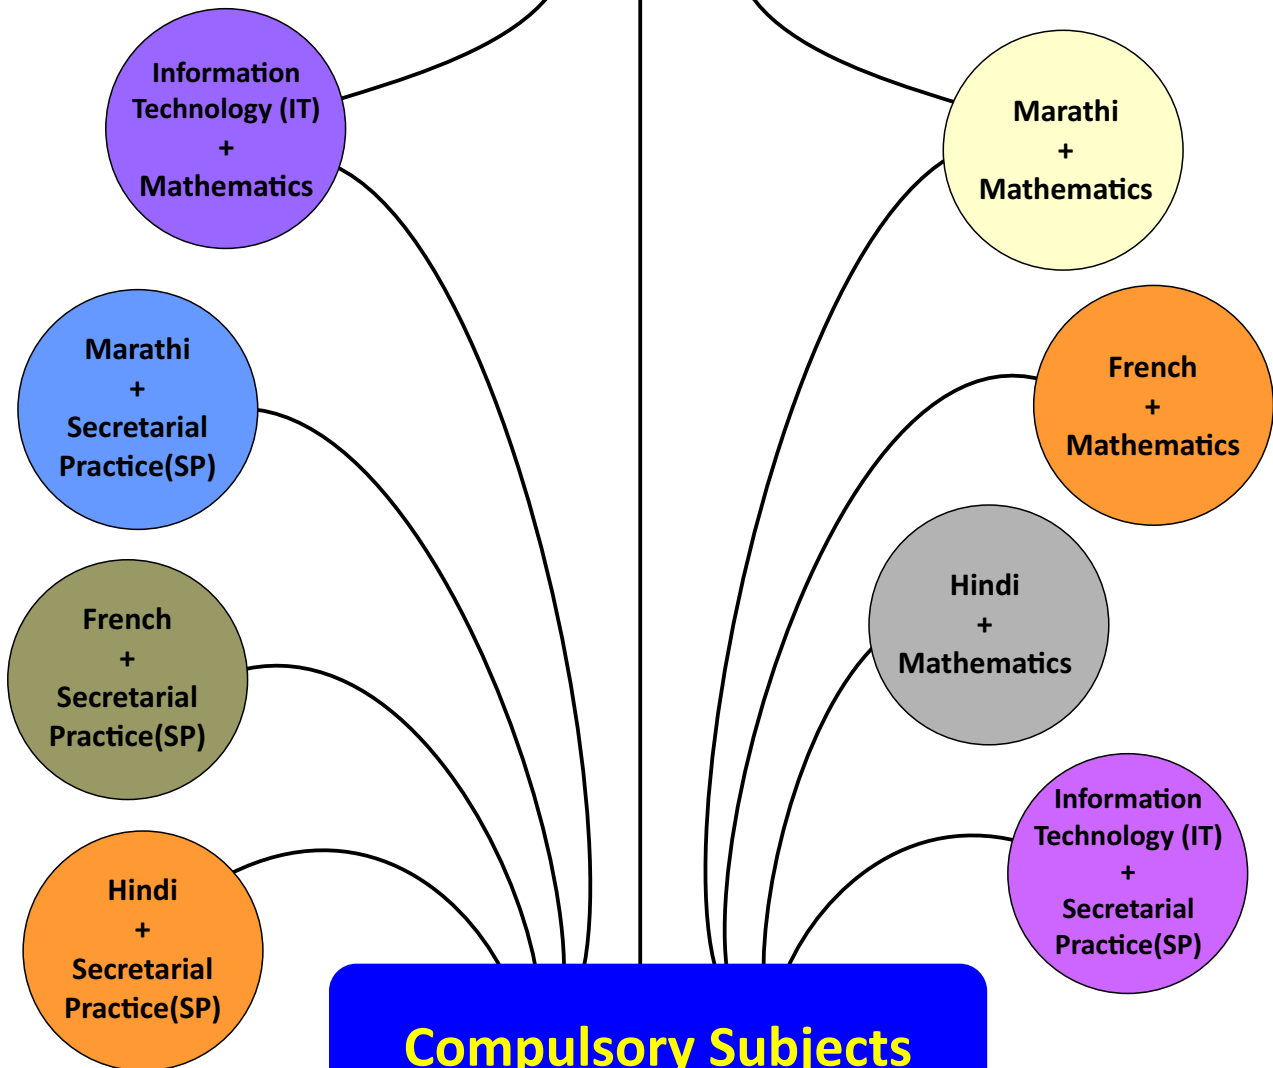 Information
Technology (IT)
+
Mathematics
Marathi
+
Mathematics
Marathi
+
Secretarial
Practice(SP)
French
+
Mathematics
French
+
Secretarial
Practice(SP)
Hindi
+
Mathematics
Information
Technology (IT)
+
Secretarial
Practice(SP)
Hindi
+
Secretarial
Practice(SP)
Compulsory Subjects